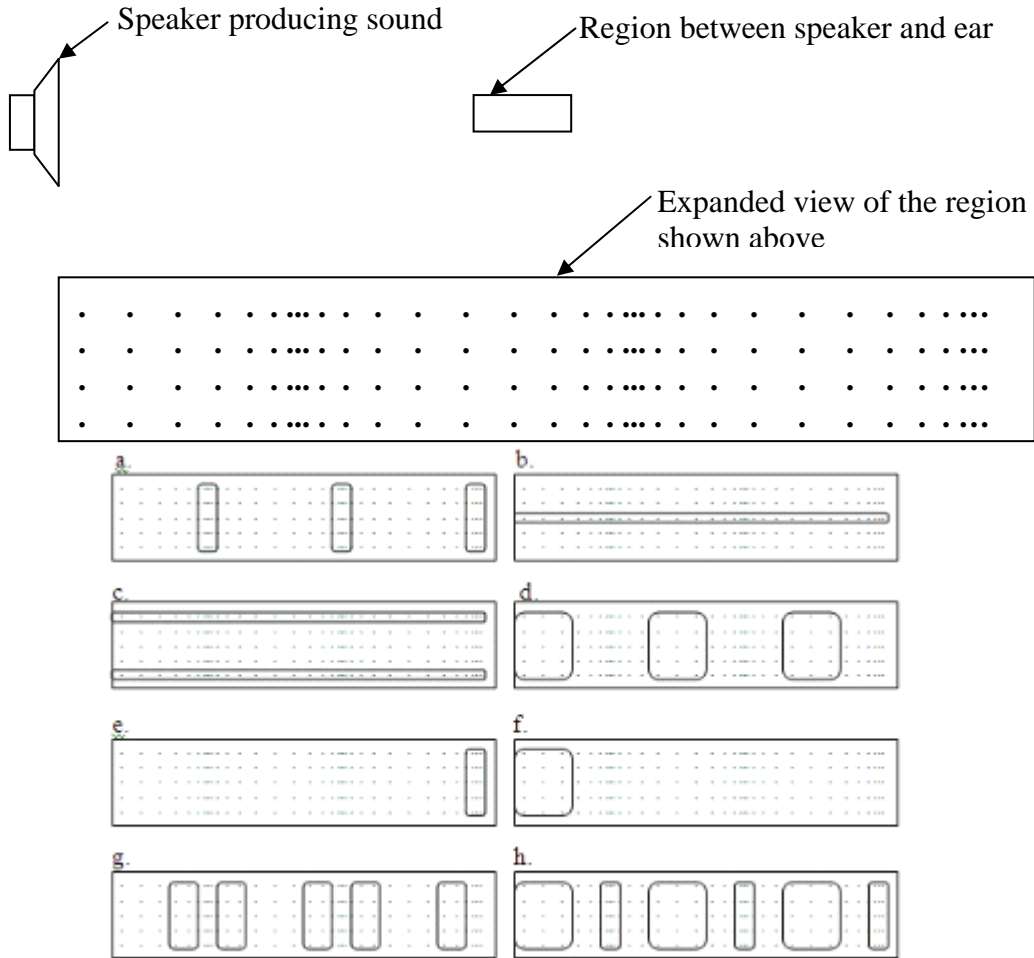 Speaker producing sound
Region between speaker and ear
Expanded view of the region
shown above
a.
b.
c.
d.
e.
f.
g.
h.